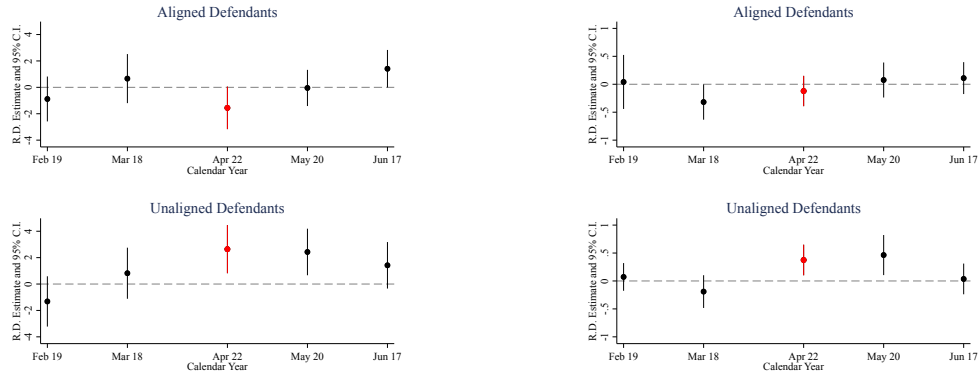 Aligned Defendants
R.D. Estimate and 95% C.I.
4
2
0
-2
-4
Feb 19 Mar 18 Apr 22 May 20 Jun 17
Calendar Year
Aligned Defendants
R.D. Estimate and 95% C.I.
1
.5
0
-.5
-1
Feb 19 Mar 18 Apr 22 May 20 Jun 17
Calendar Year
Unaligned Defendants
R.D. Estimate and 95% C.I.
4
2
0
-2
-4
Feb 19 Mar 18 Apr 22 May 20 Jun 17
Calendar Year
Unaligned Defendants
R.D. Estimate and 95% C.I.
1
.5
0
-.5
-1
Feb 19 Mar 18 Apr 22 May 20 Jun 17
Calendar Year